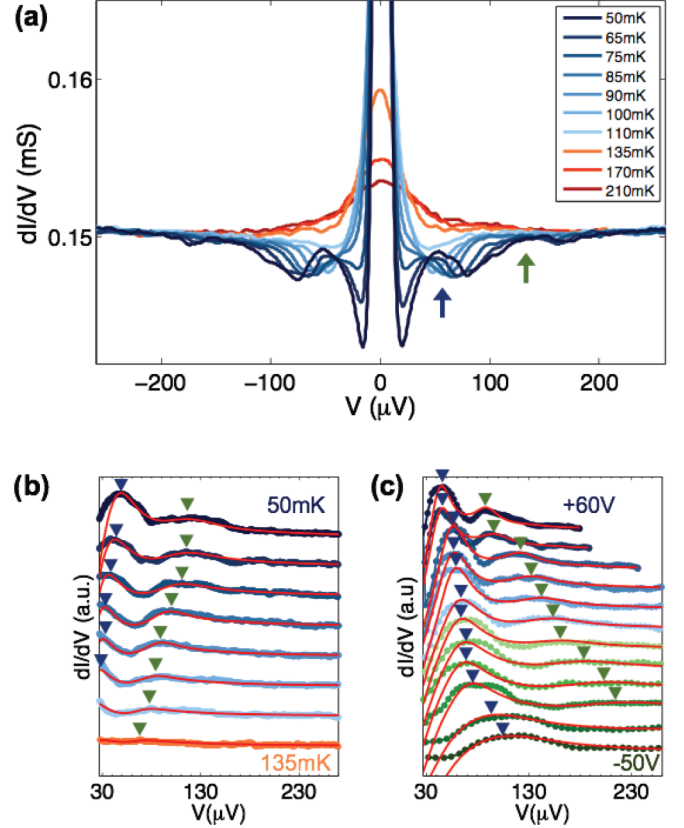 (a)
dI/dV (mS)
0.16
0.15
50mK
65mK
75mK
85mK
90mK
100mK
110mK
135mK
170mK
210mK
−200 −100 0 100 200
V (μV)
(b)
50mK
dI/dV (a.u.)
135mK
30 130 230
V(μV)
(c)
+60V
dI/dV (a.u)
-50V
30 130 230
V(μV)